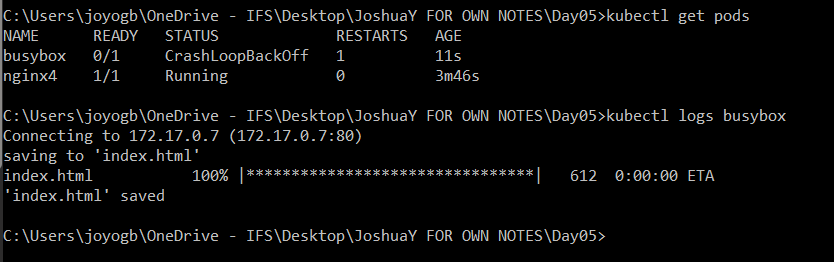 C:\Users\joyogb\OneDrive - IFS\Desktop\JoshuaY FOR OWN NOTES\Day05>kubectl get pods
NAME      READY   STATUS             RESTARTS   AGE
busybox   0/1     CrashLoopBackOff   1          11s
nginx4    1/1     Running            0          3m46s
C:\Users\joyogb\OneDrive - IFS\Desktop\JoshuaY FOR OWN NOTES\Day05>kubectl logs busybox
Connecting to 172.17.0.7 (172.17.0.7:80)
saving to 'index.html'
index.html           100% |********************************|   612  0:00:00 ETA
'index.html' saved
C:\Users\joyogb\OneDrive - IFS\Desktop\JoshuaY FOR OWN NOTES\Day05>